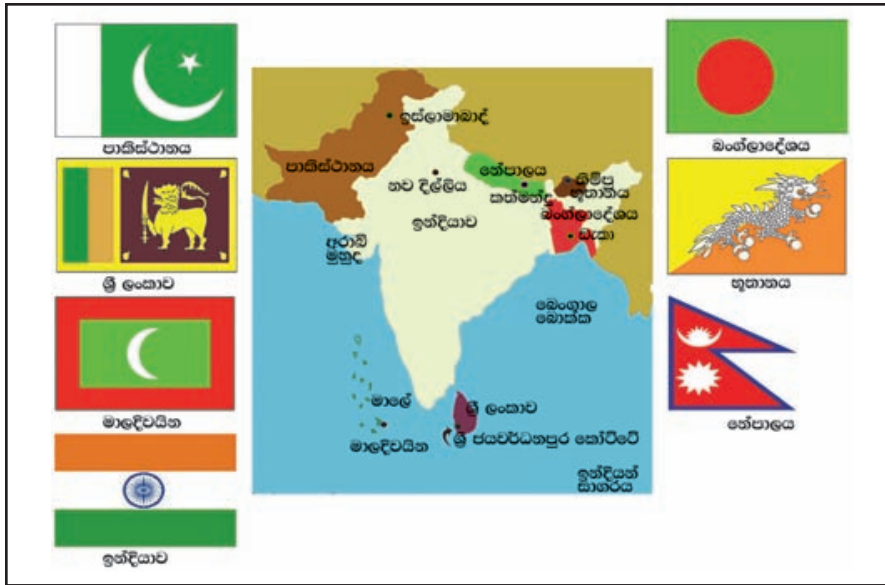 පාකිස්ථානය
ශ්‍රී ලංකාව
මාලදිවයින
ඉන්දියාව
ඉස්ලාමාබාද්
පාකිස්ථානය
නව දිල්ලිය
නේපාලය
කත්මන්ඩු
තිම්පු
භූතානය
ඉන්දියාව
බංග්ලාදේශය
ඩැකා
අරාබි
මුහුද
බෙංගාල
බොක්ක
මාලේ
මාලදිවයින
ශ්‍රී ලංකාව
ශ්‍රී ජයවර්ධනපුර කෝට්ටේ
ඉන්දියන්
සාගරය
බංග්ලාදේශය
භූතානය
නේපාලය